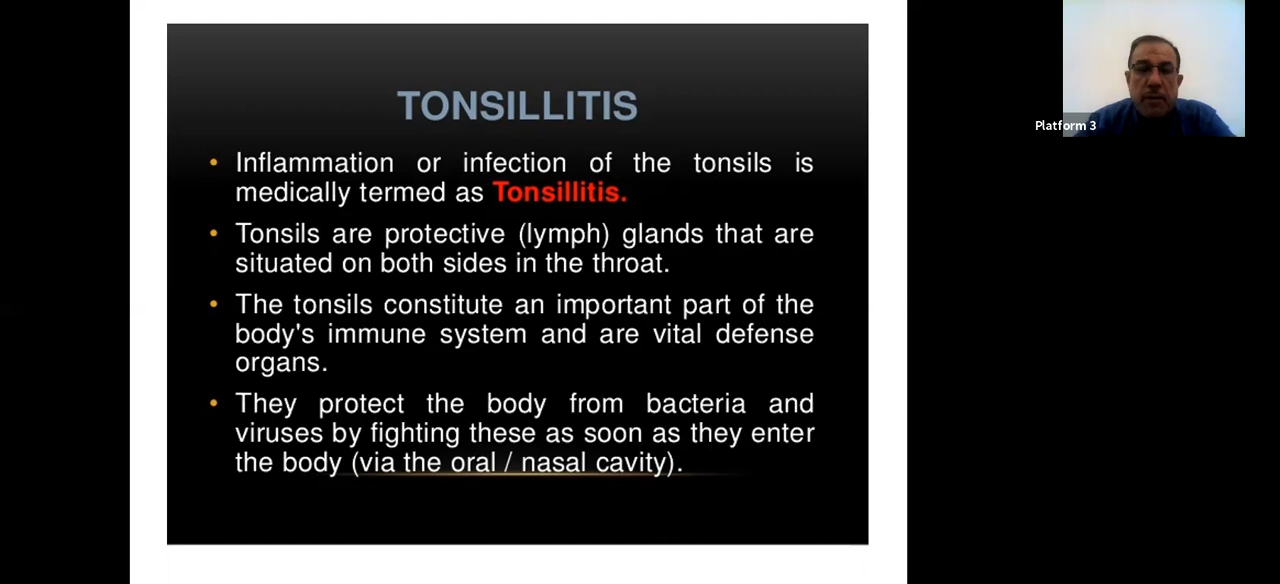 TONSILLITIS
• Inflammation or infection of the tonsils is
medically termed as Tonsillitis.
• Tonsils are protective (lymph) glands that are
situated on both sides in the throat.
• The tonsils constitute an important part of the
body's immune system and are vital defense
organs.
• They protect the body from bacteria and
viruses by fighting these as soon as they enter
the body (via the oral / nasal cavity).
Platform 3